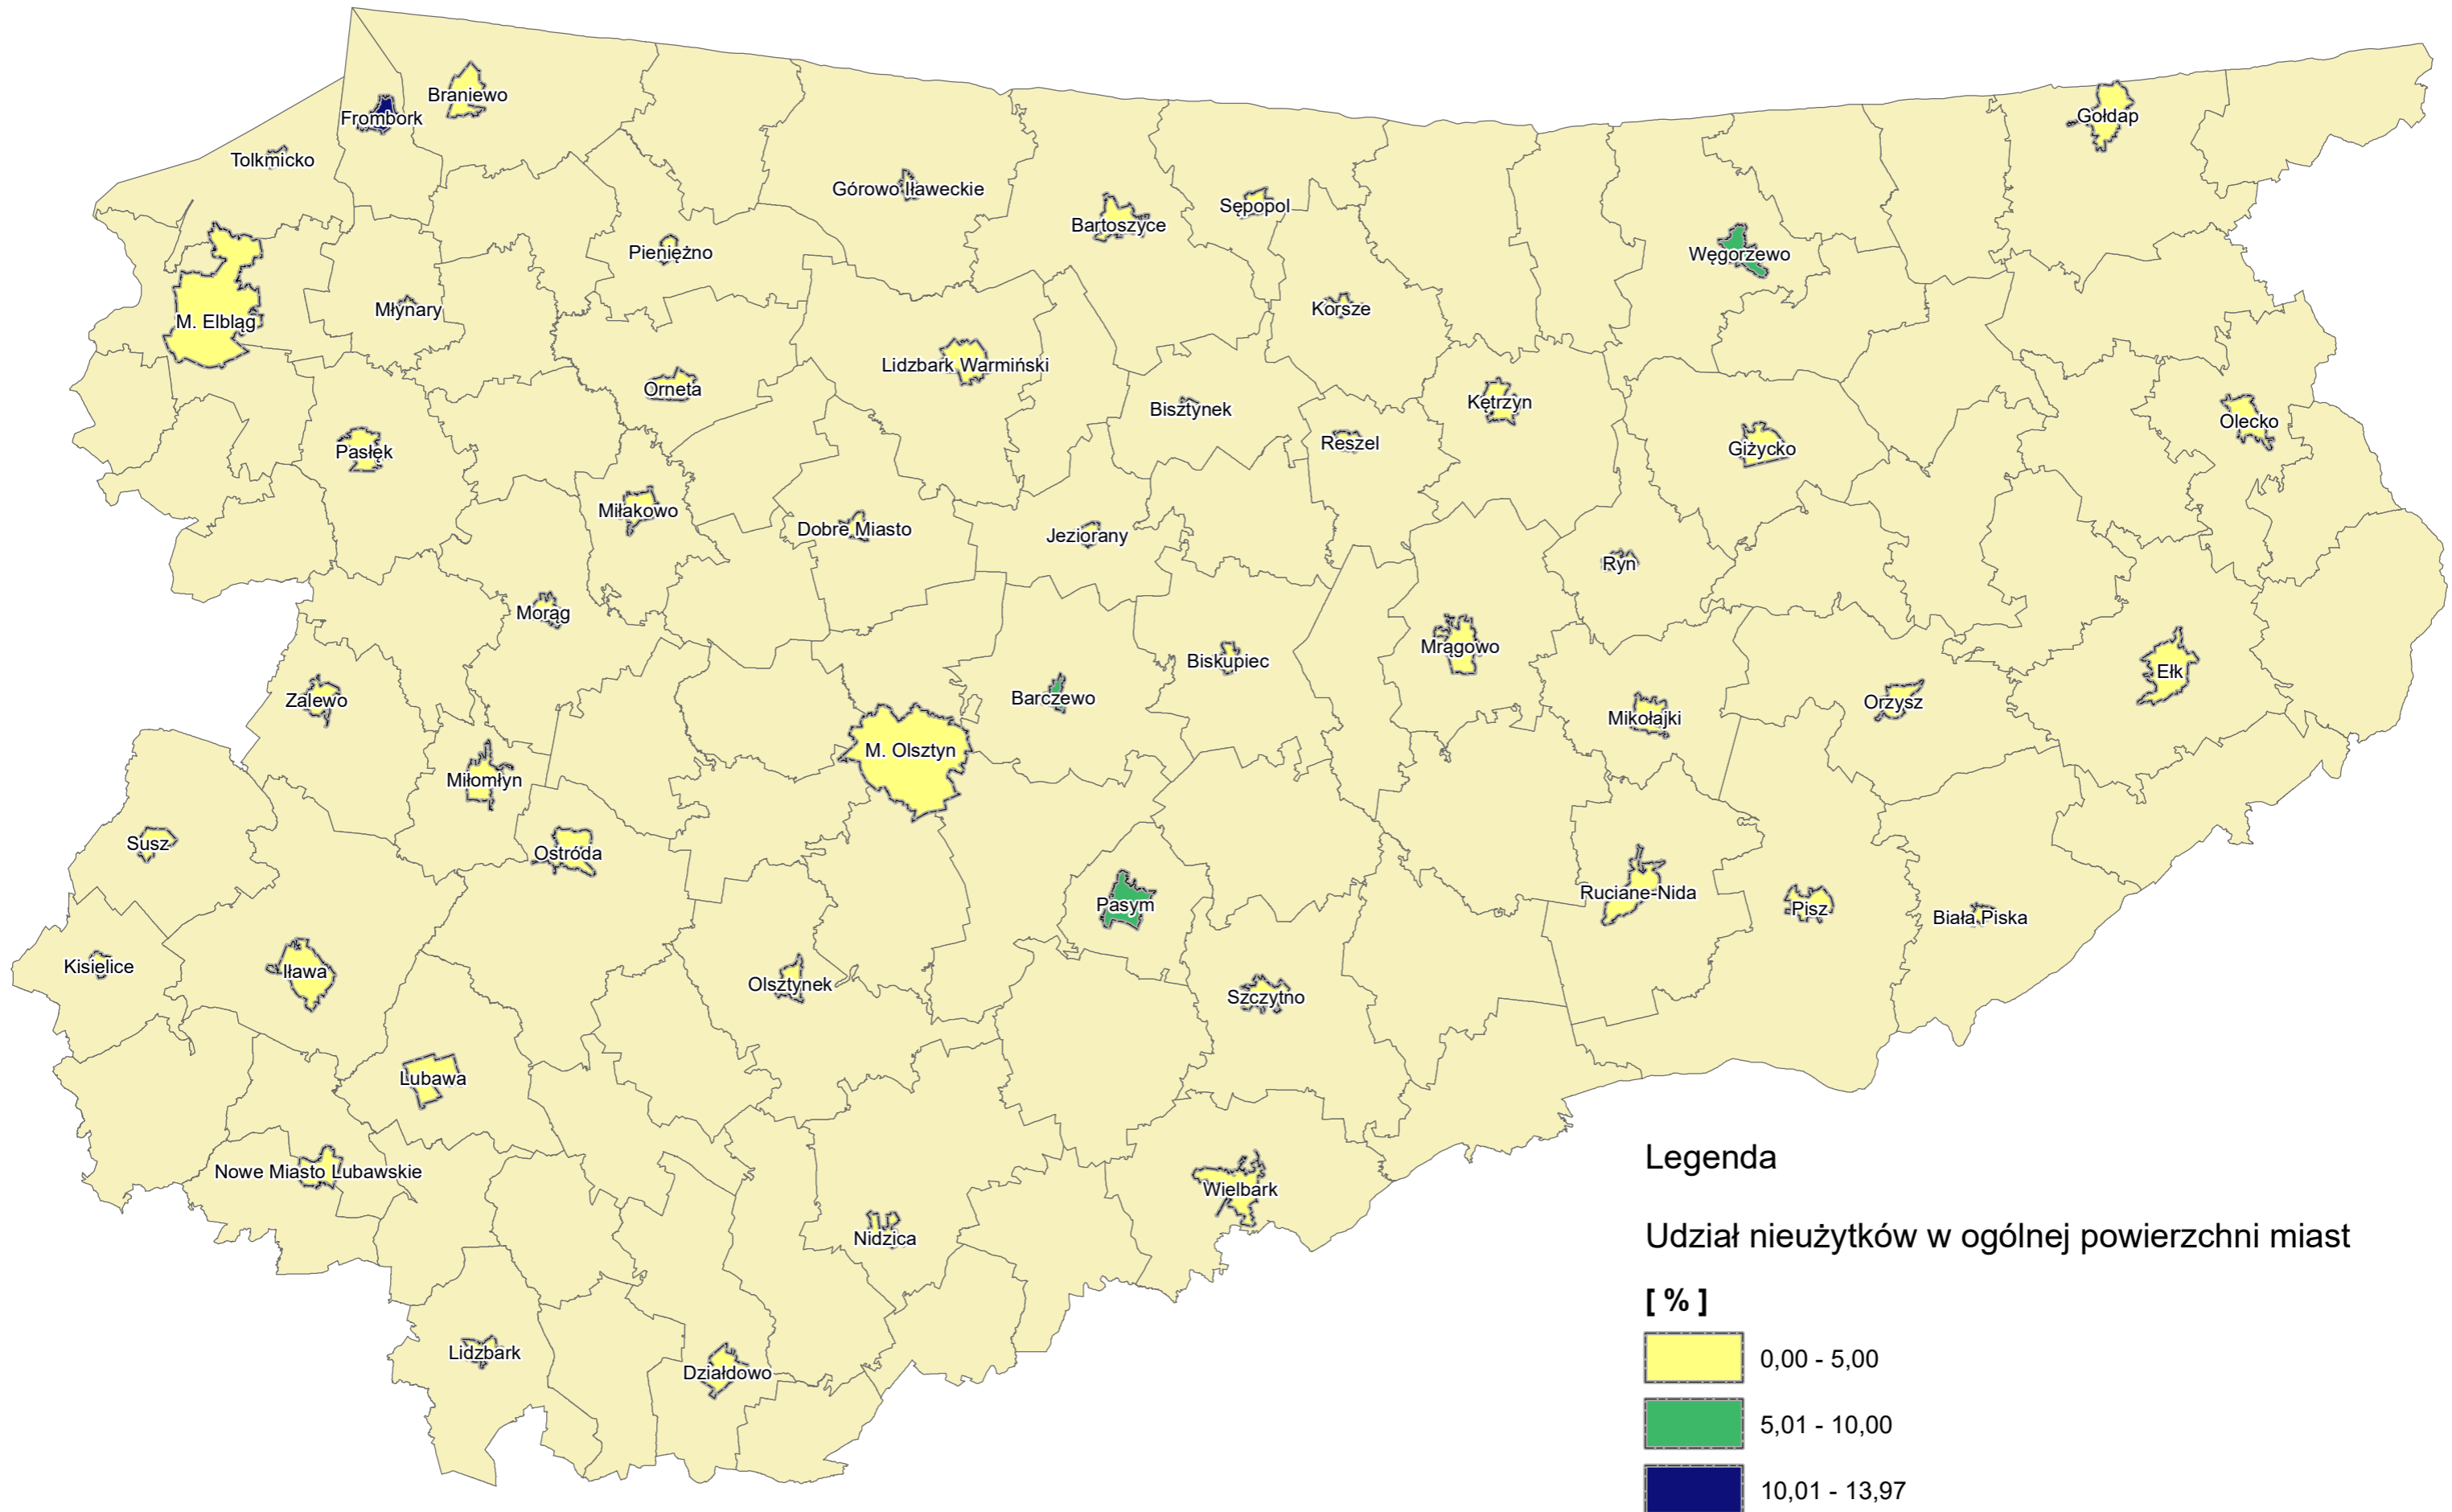 Braniewo
Frombork
Gołdap
Tolkmicko
Górowo Iławeckie
Sępopol
Bartoszyce
Pieniężno
Węgorzewo
Młynary
Korsze
M. Elbląg
Lidzbark Warmiński
Orneta
Kętrzyn
Bisztynek
Olecko
Reszel
Giżycko
Pasłęk
Miłakowo
Dobre Miasto
Jeziorany
Ryn
Morąg
Mrągowo
Biskupiec
Ełk
Barczewo
Zalewo
Orzysz
Mikołajki
M. Olsztyn
Miłomłyn
Susz
Ostróda
Ruciane-Nida
Pasym
Pisz
Biała Piska
Kisielice
Iława
Olsztynek
Szczytno
Lubawa
Nowe Miasto Lubawskie
Wielbark
Nidzica
Lidzbark
Działdowo
Legenda
Udział nieużytków w ogólnej powierzchni miast
[ % ]
0,00 - 5,00
5,01 - 10,00
10,01 - 13,97